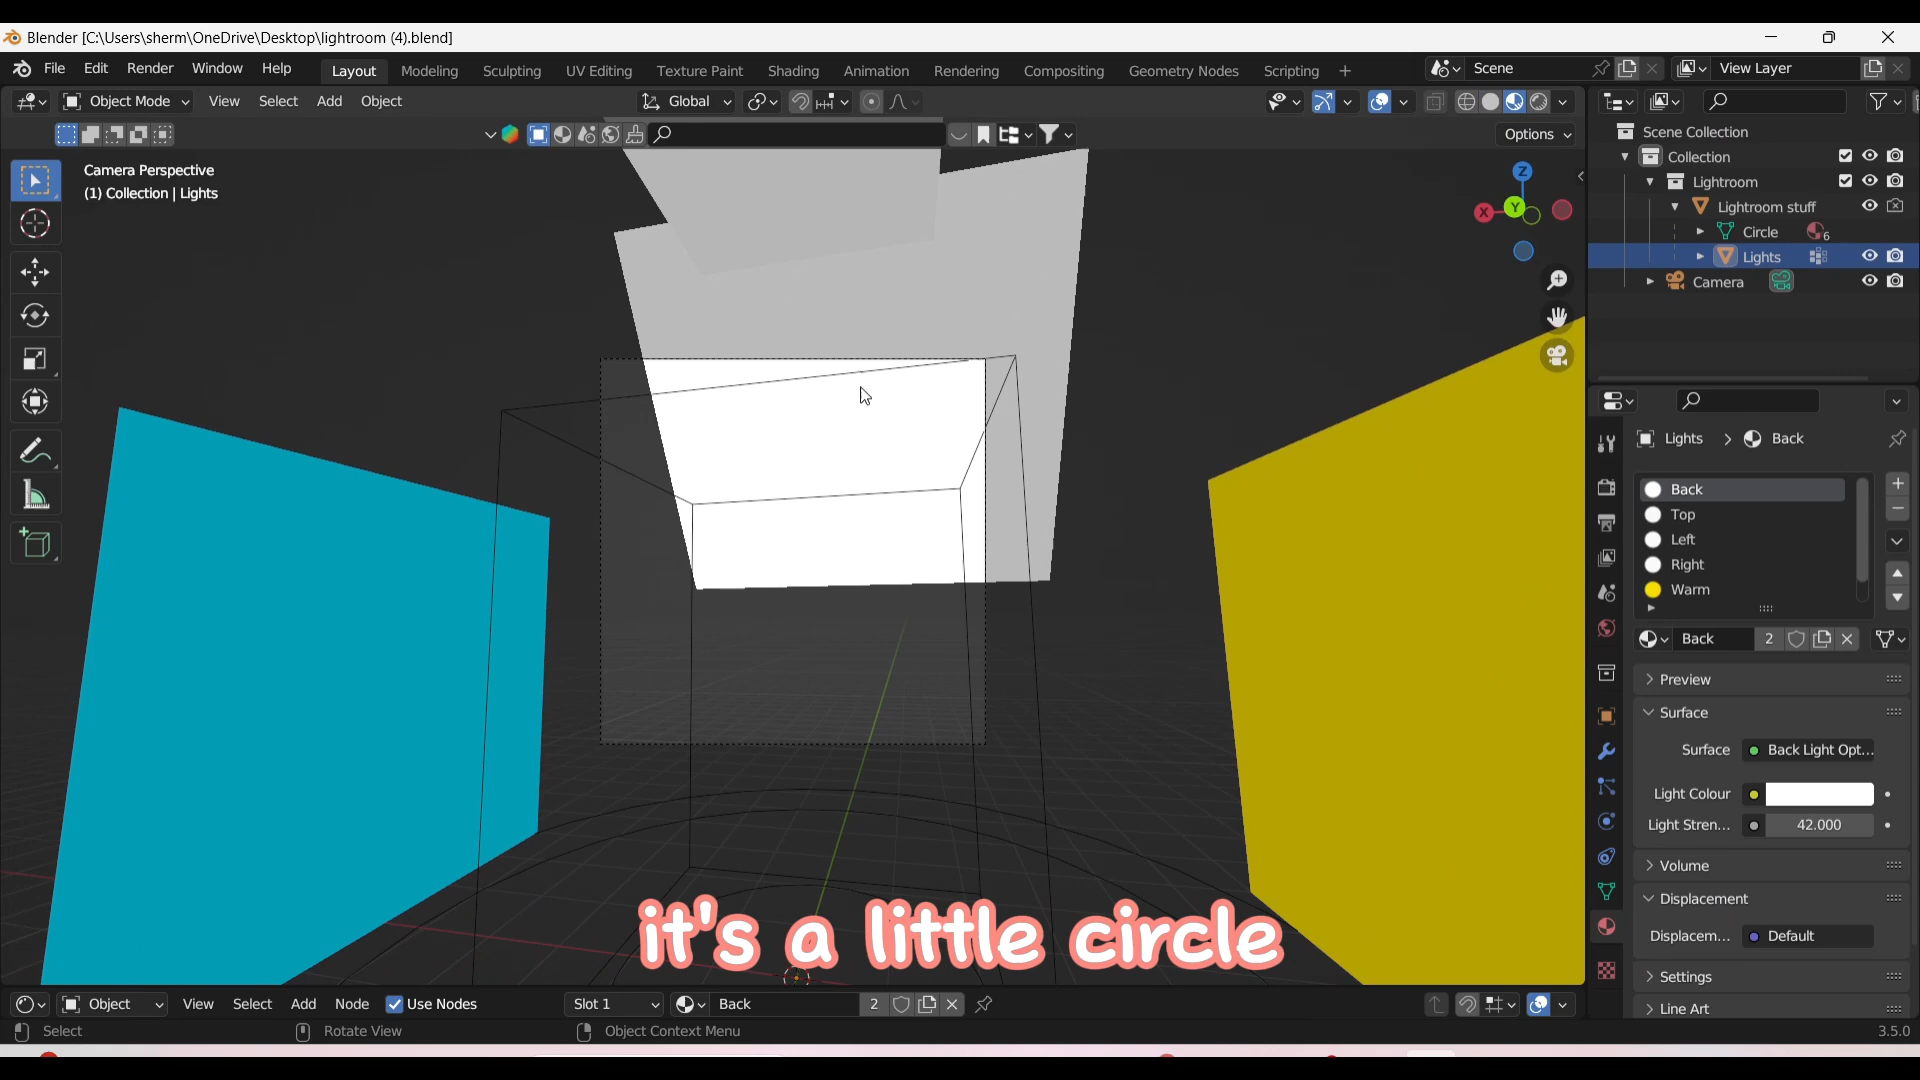 Blender [C:\Users\sherm\OneDrive\Desktop\lightroom (4).blend]
File Edit Render Window Help Layout Modeling Sculpting UV Editing Texture Paint Shading Animation Rendering Compositing Geometry Nodes Scripting + Scene View Layer
Object Mode View Select Add Object Global
Options
Camera Perspective
(1) Collection | Lights
Z
X
Y
Scene Collection
Collection
Lightroom
Lightroom stuff
Circle 6
Lights
Camera
Lights > Back
Back
Top
Left
Right
Warm
Back 2
Preview
Surface
Surface Back Light Opt...
Light Colour
Light Stren... 42.000
Volume
Displacement
Displacem... Default
Settings
Line Art
it's a little circle
Object View Select Add Node Use Nodes Slot 1 Back 2
Select Rotate View Object Context Menu 3.5.0